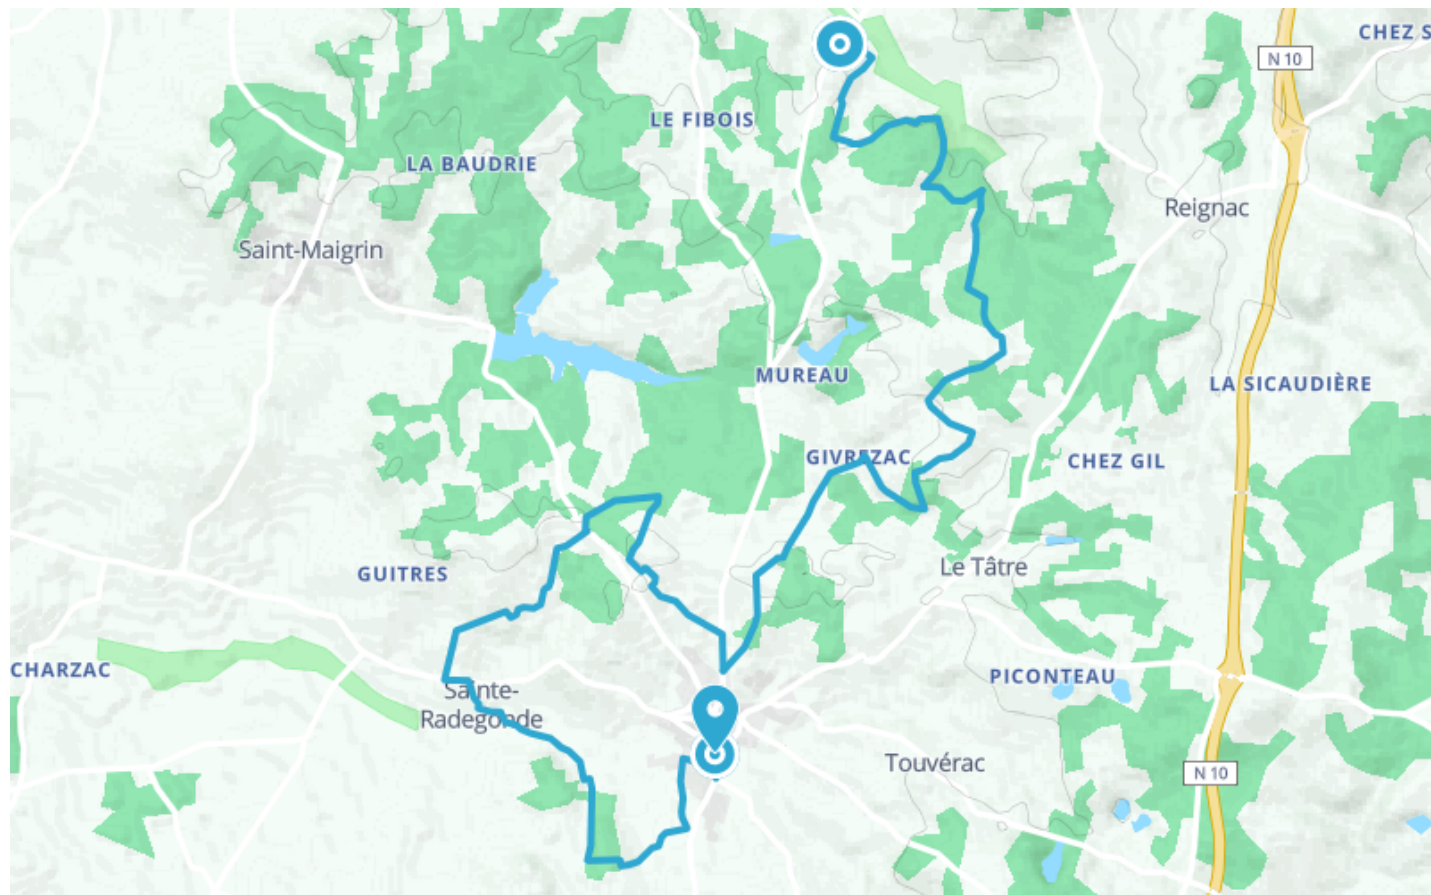 CHEZ S
N 10
LE FIBOIS
LA BAUDRIE
Reignac
Saint-Maigrin
MUREAU
LA SICAUDIÈRE
GIVREZAC
CHEZ GIL
Le Tâtre
GUITRES
CHARZAC
PICONTEAU
Sainte-
Radegonde
Touvérac
N 10